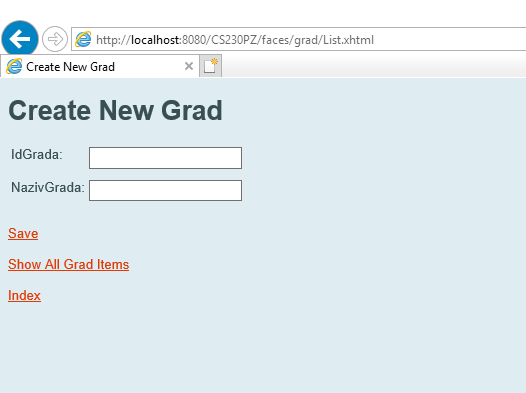 http://localhost:8080/CS230PZ/faces/grad/List.xhtml
Create New Grad
Create New Grad
IdGrada:
NazivGrada:
Save
Show All Grad Items
Index